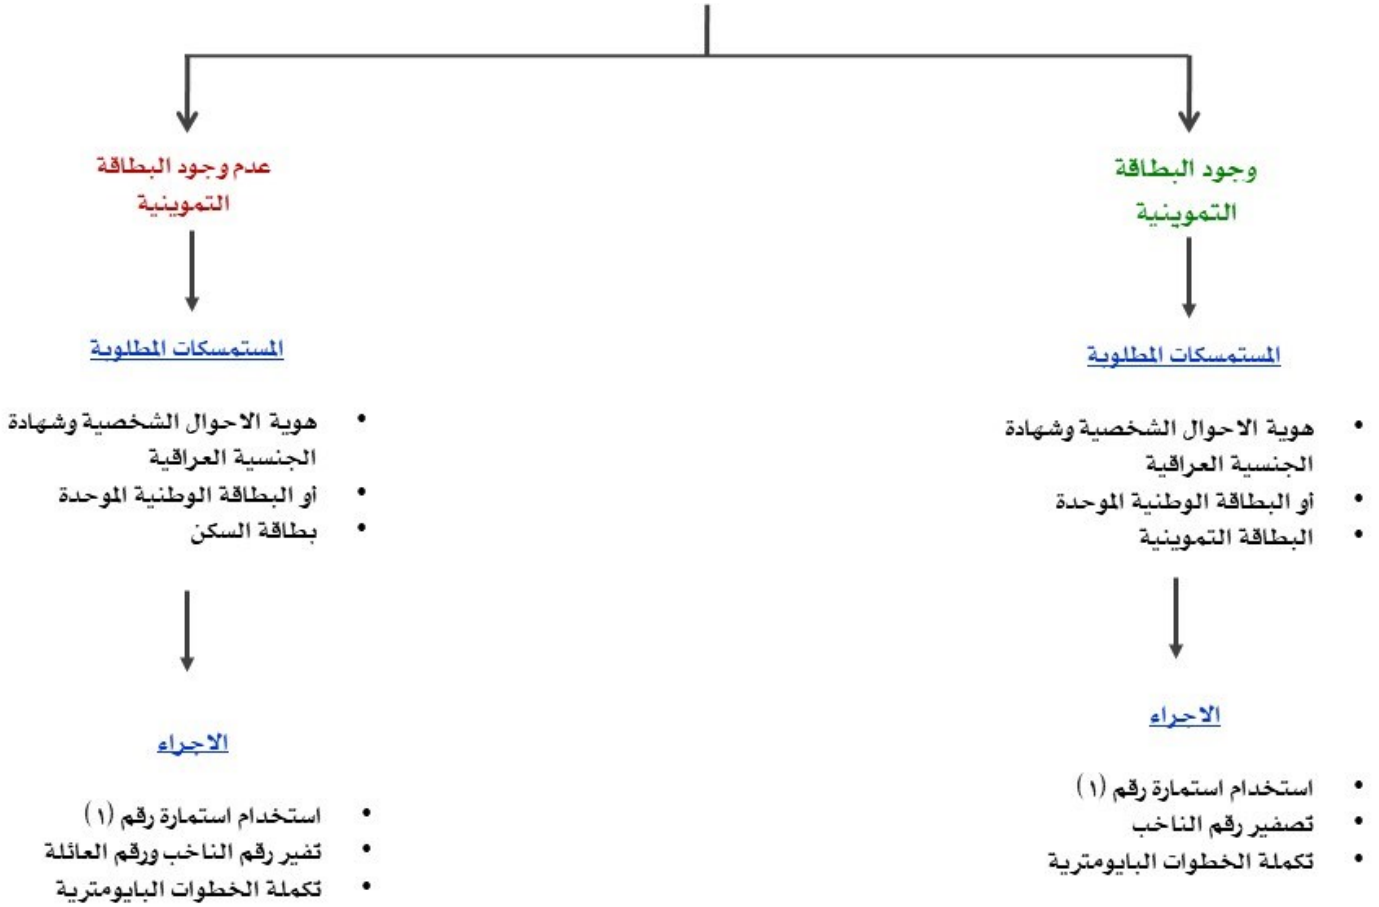 وجود البطاقة
التموينية
المستمسكات المطلوبة
• هوية الاحوال الشخصية وشهادة
الجنسية العراقية
• أو البطاقة الوطنية الموحدة
• البطاقة التموينية
الاجراء
• استخدام استمارة رقم (١)
• تصفير رقم الناخب
• تكملة الخطوات البايومترية
عدم وجود البطاقة
التموينية
المستمسكات المطلوبة
• هوية الاحوال الشخصية وشهادة
الجنسية العراقية
• أو البطاقة الوطنية الموحدة
• بطاقة السكن
الاجراء
• استخدام استمارة رقم (١)
• تفير رقم الناخب ورقم العائلة
• تكملة الخطوات البايومترية